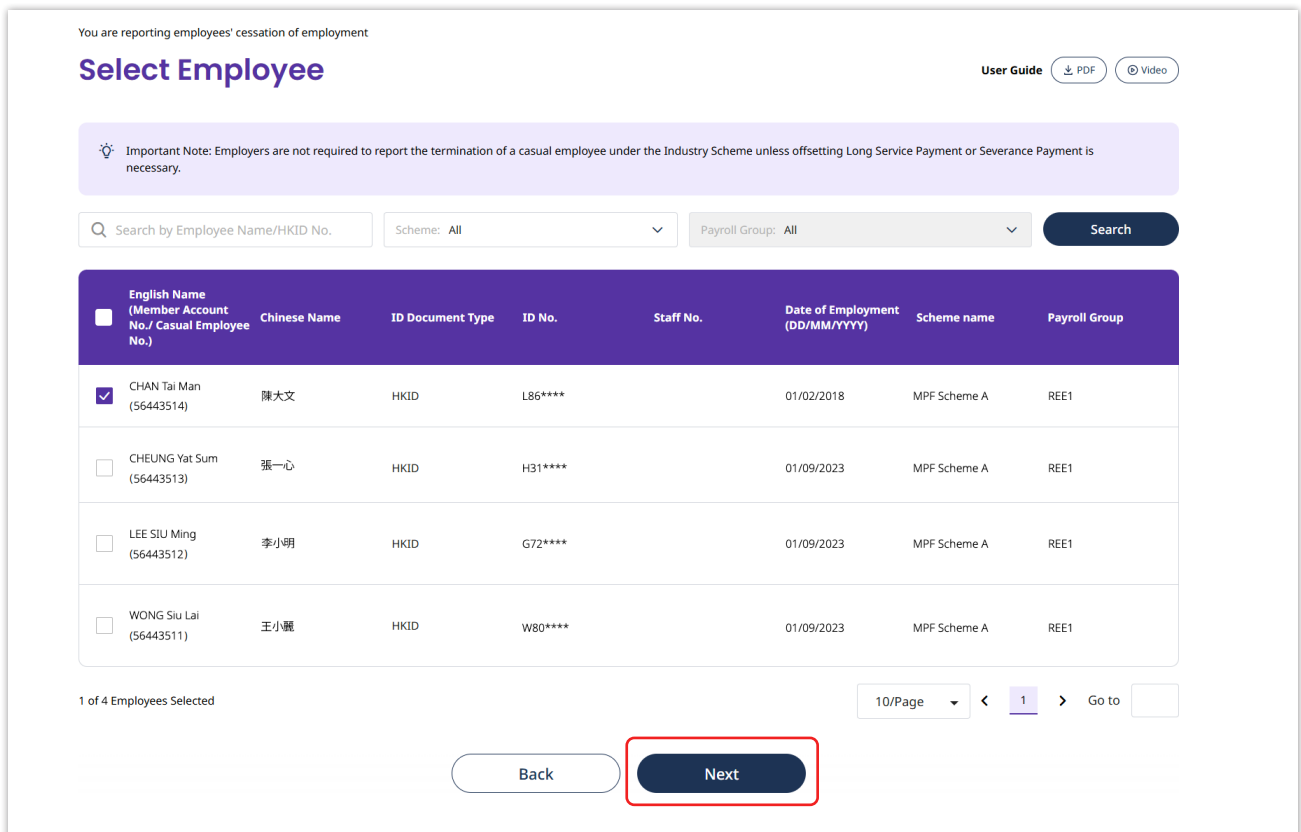 You are reporting employees' cessation of employment
Select Employee
User Guide
PDF
Video
Important Note: Employers are not required to report the termination of a casual employee under the Industry Scheme unless offsetting Long Service Payment or Severance Payment is
necessary.
Search by Employee Name/HKID No.
Scheme: All
Payroll Group: All
Search
English Name
(Member Account
No./ Casual Employee
No.)
Chinese Name
ID Document Type
ID No.
Staff No.
Date of Employment
(DD/MM/YYYY)
Scheme name
Payroll Group
CHAN Tai Man
(56443514)
陳大文
HKID
L86****
01/02/2018
MPF Scheme A
REE1
CHEUNG Yat Sum
(56443513)
張一心
HKID
H31****
01/09/2023
MPF Scheme A
REE1
LEE SIU Ming
(56443512)
李小明
HKID
G72****
01/09/2023
MPF Scheme A
REE1
WONG Siu Lai
(56443511)
王小麗
HKID
W80****
01/09/2023
MPF Scheme A
REE1
1 of 4 Employees Selected
10/Page
1
Go to
Back
Next